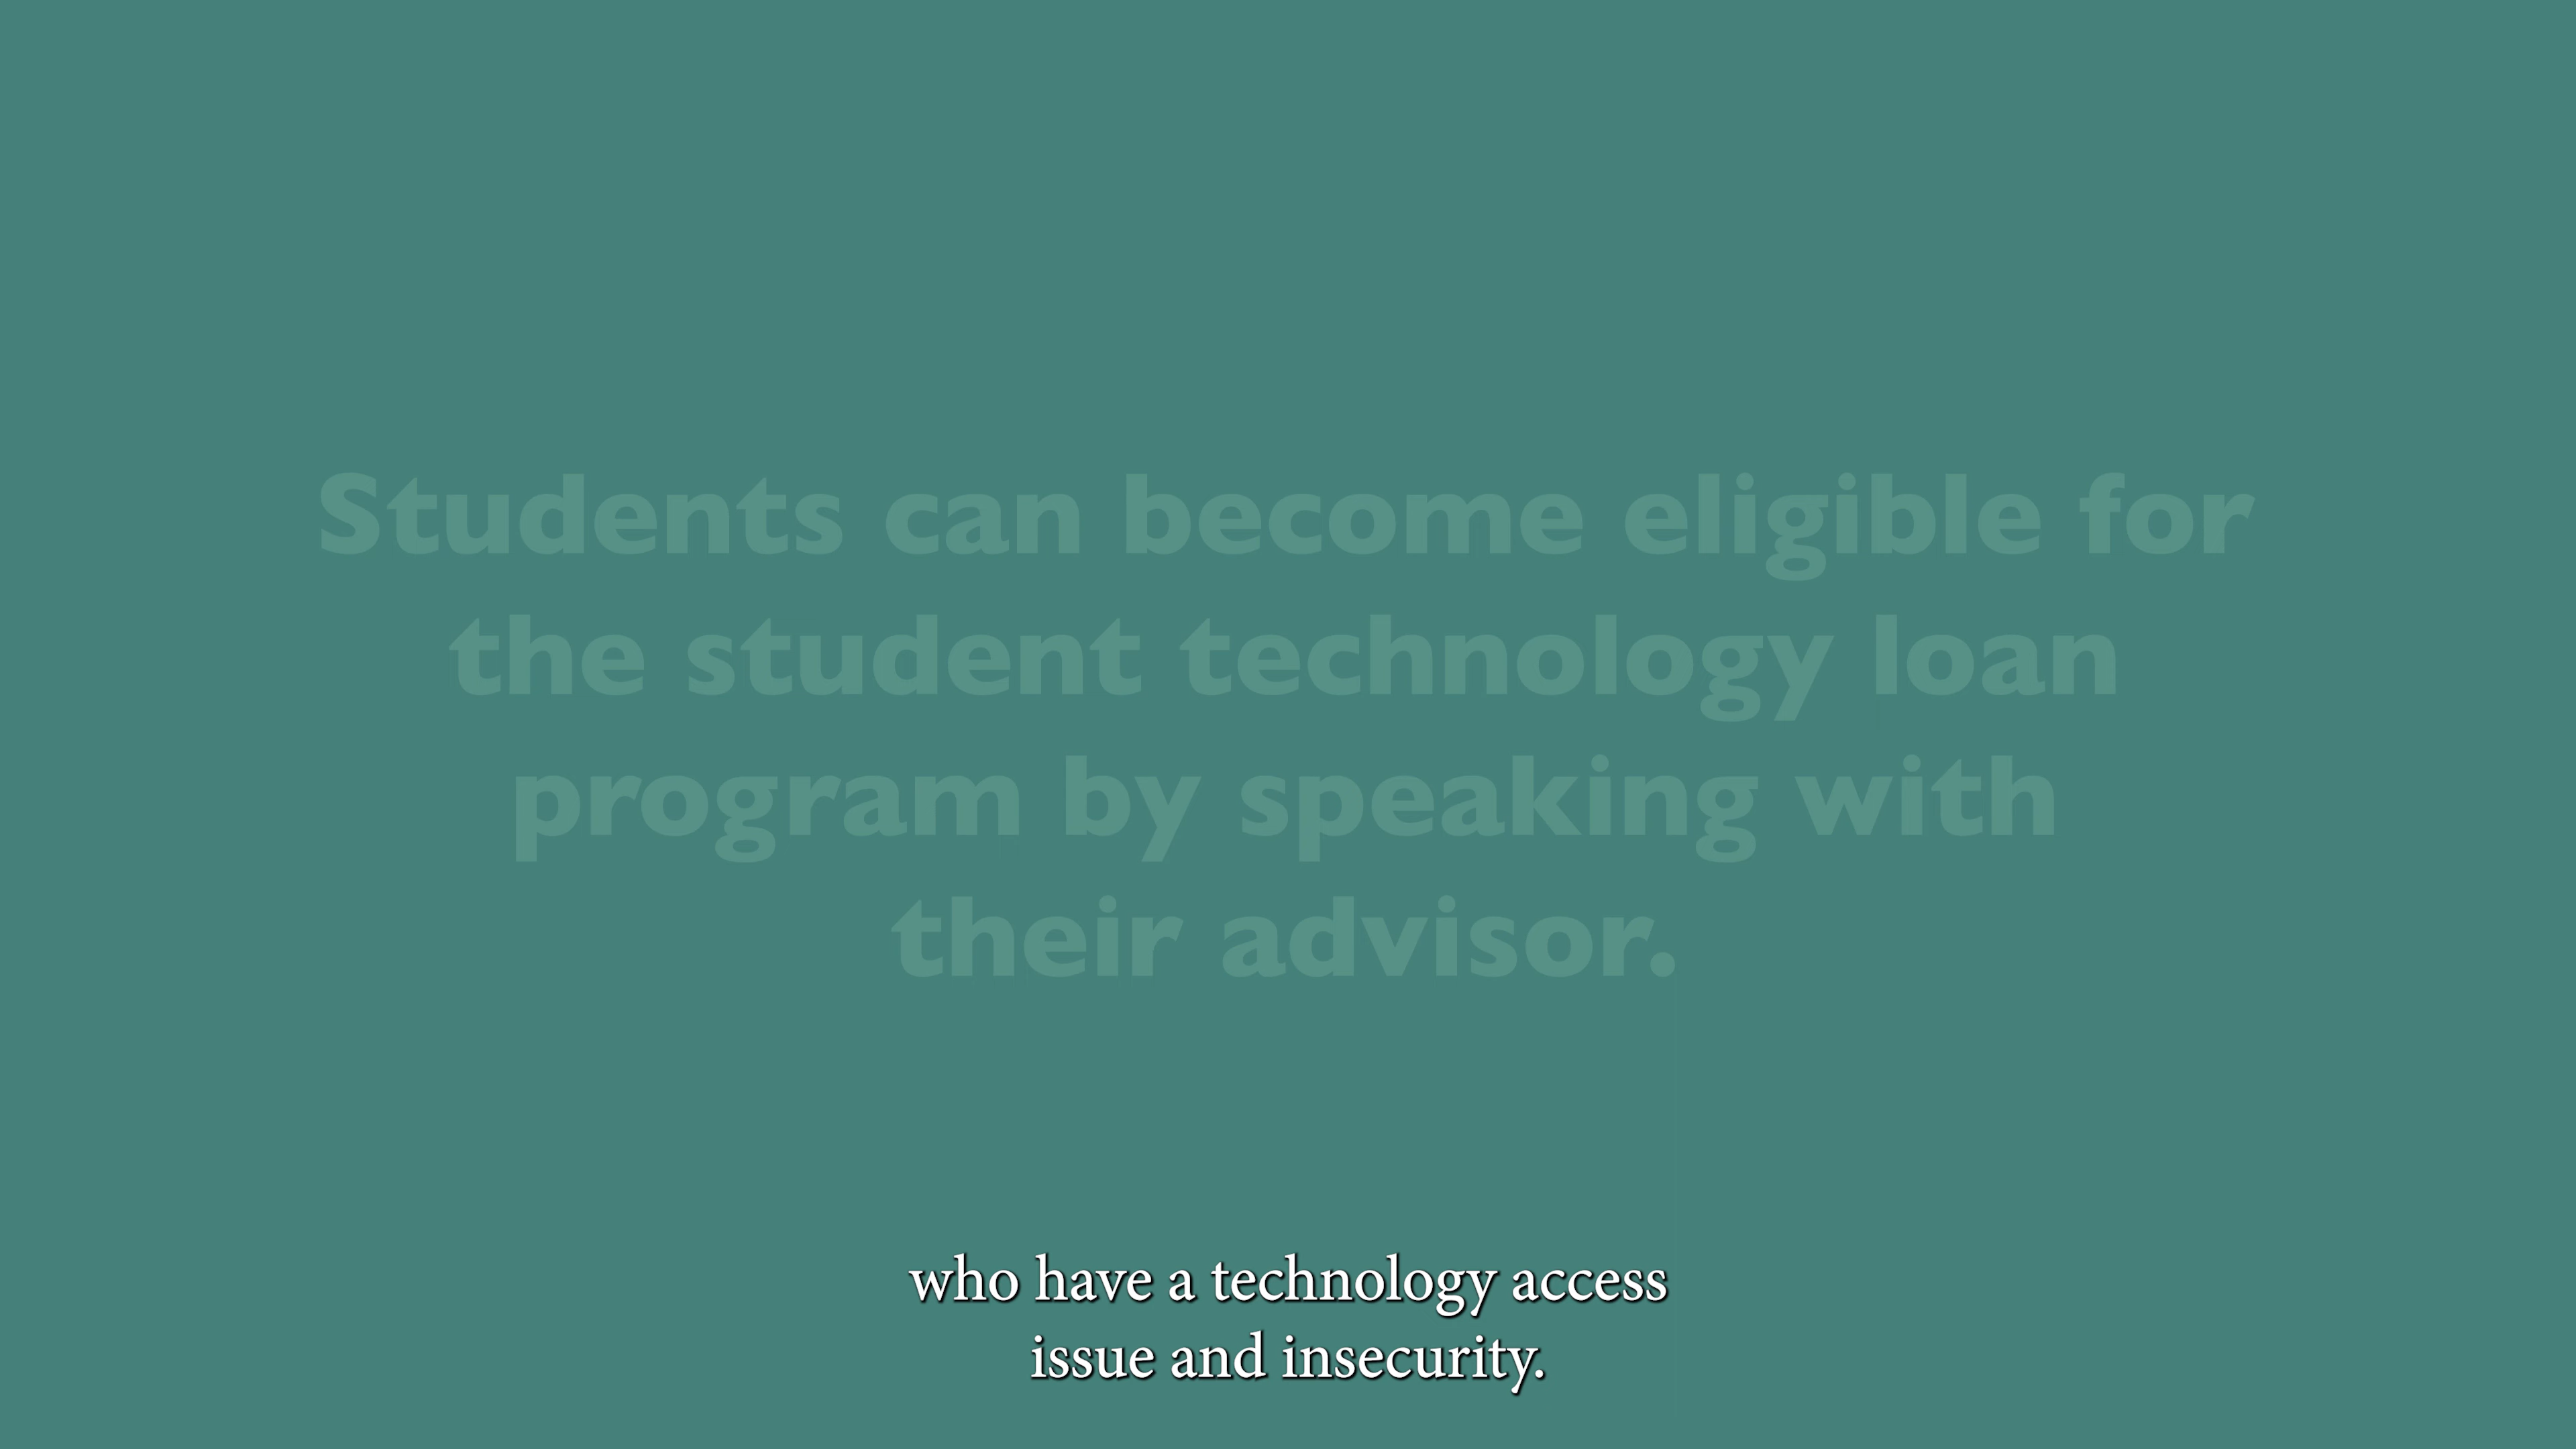 Students can become eligible for
the student technology loan
program by speaking with
their advisor.
who have a technology access
issue and insecurity.